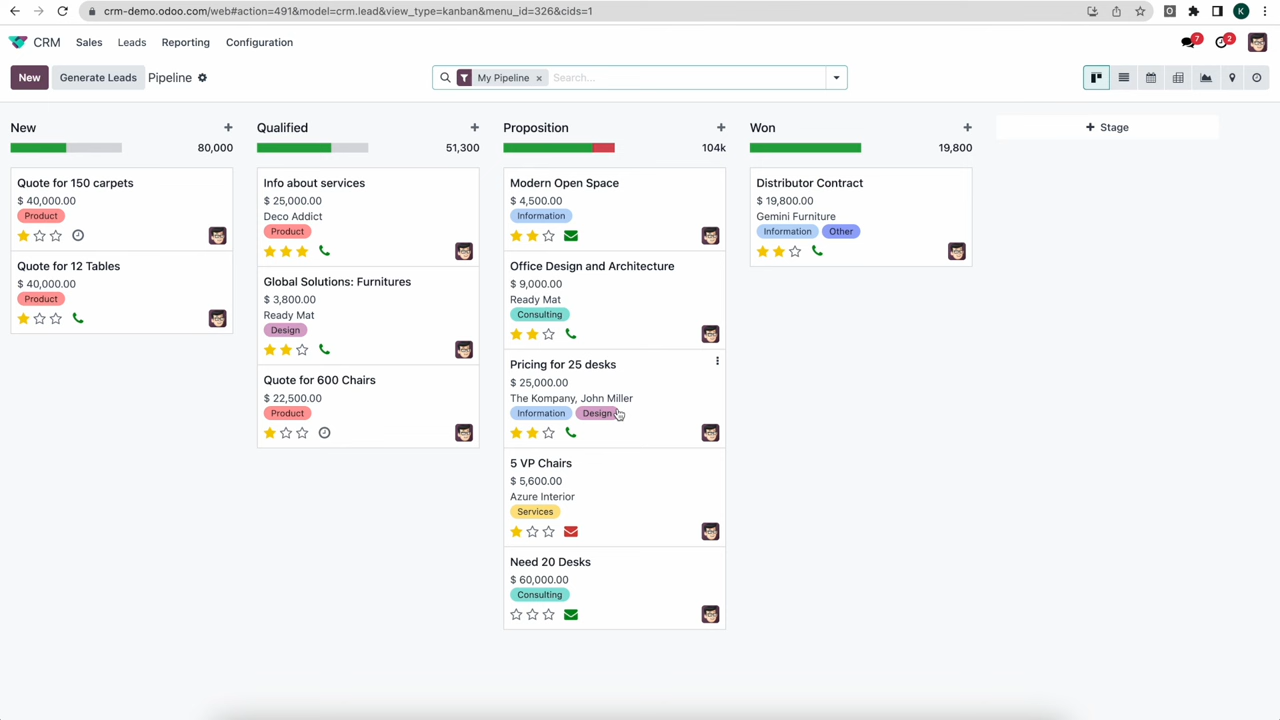 crm-demo.odoo.com/web#action=491&model=crm.lead&view_type=kanban&menu_id=326&cids=1
O
K
CRM Sales Leads Reporting Configuration
7
2
New Generate Leads Pipeline
My Pipeline × Search...
New +
80,000
Quote for 150 carpets
$ 40,000.00
Product
Quote for 12 Tables
$ 40,000.00
Product
Qualified +
51,300
Info about services
$ 25,000.00
Deco Addict
Product
Global Solutions: Furnitures
$ 3,800.00
Ready Mat
Design
Quote for 600 Chairs
$ 22,500.00
Product
Proposition +
104k
Modern Open Space
$ 4,500.00
Information
Office Design and Architecture
$ 9,000.00
Ready Mat
Consulting
Pricing for 25 desks
$ 25,000.00
The Kompany, John Miller
Information Design
5 VP Chairs
$ 5,600.00
Azure Interior
Services
Need 20 Desks
$ 60,000.00
Consulting
Won +
19,800
Distributor Contract
$ 19,800.00
Gemini Furniture
Information Other
+ Stage